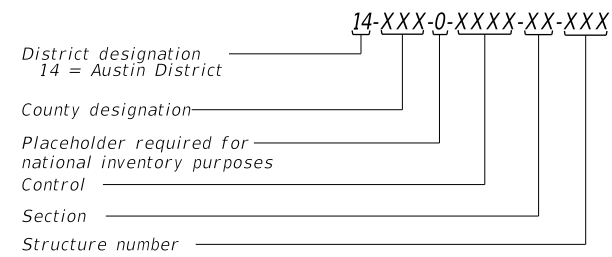 14-XXX-0-XXXX-XX-XXX
District designation
14 = Austin District
County designation
Placeholder required for
national inventory purposes
Control
Section
Structure number